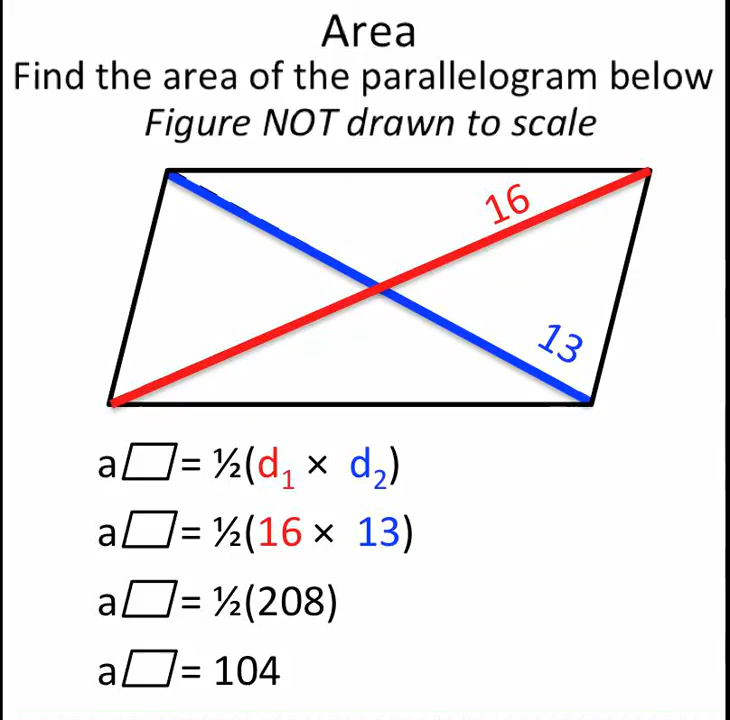 Area
Find the area of the parallelogram below
Figure NOT drawn to scale
16
13
a▱= ½(d₁ × d₂)
a▱= ½(16 × 13)
a▱= ½(208)
a▱= 104